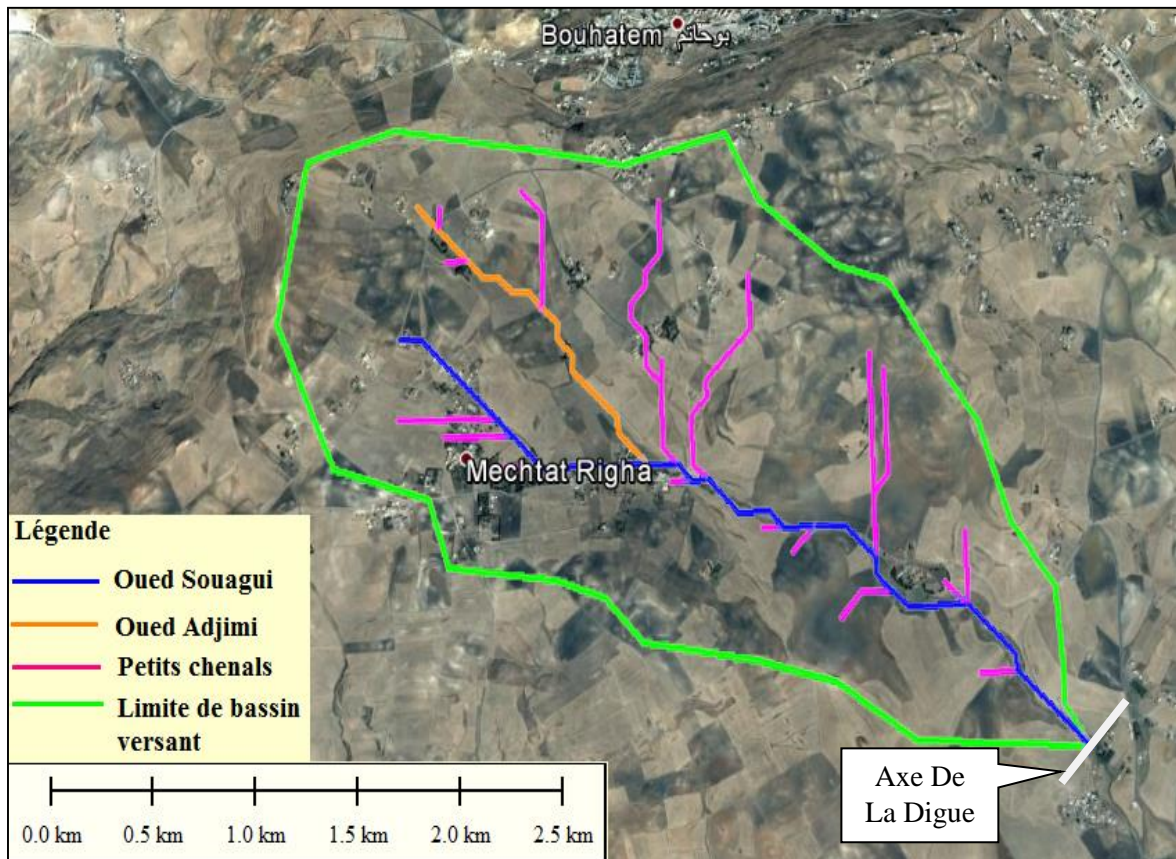 Bouhatem بوحاتم
Mechtat Righa
Légende
Oued Souagui
Oued Adjimi
Petits chenals
Limite de bassin
versant
Axe De
La Digue
0.0 km 0.5 km 1.0 km 1.5 km 2.0 km 2.5 km